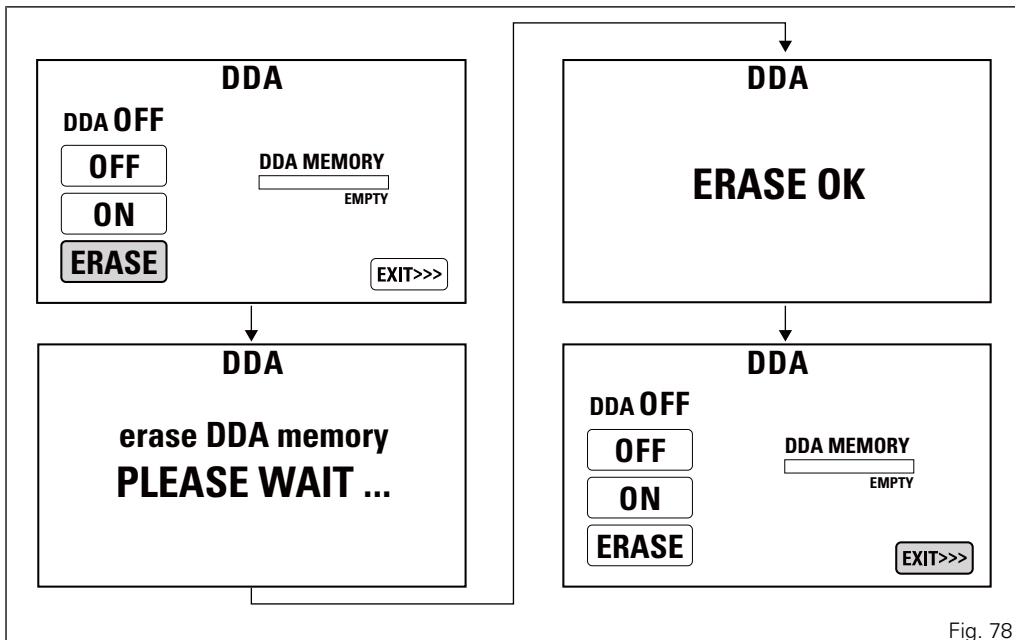 DDA
DDA OFF
OFF
ON
ERASE
DDA MEMORY
EMPTY
EXIT>>>
DDA
erase DDA memory
PLEASE WAIT ...
DDA
ERASE OK
DDA
DDA OFF
OFF
ON
ERASE
DDA MEMORY
EMPTY
EXIT>>>
Fig. 78